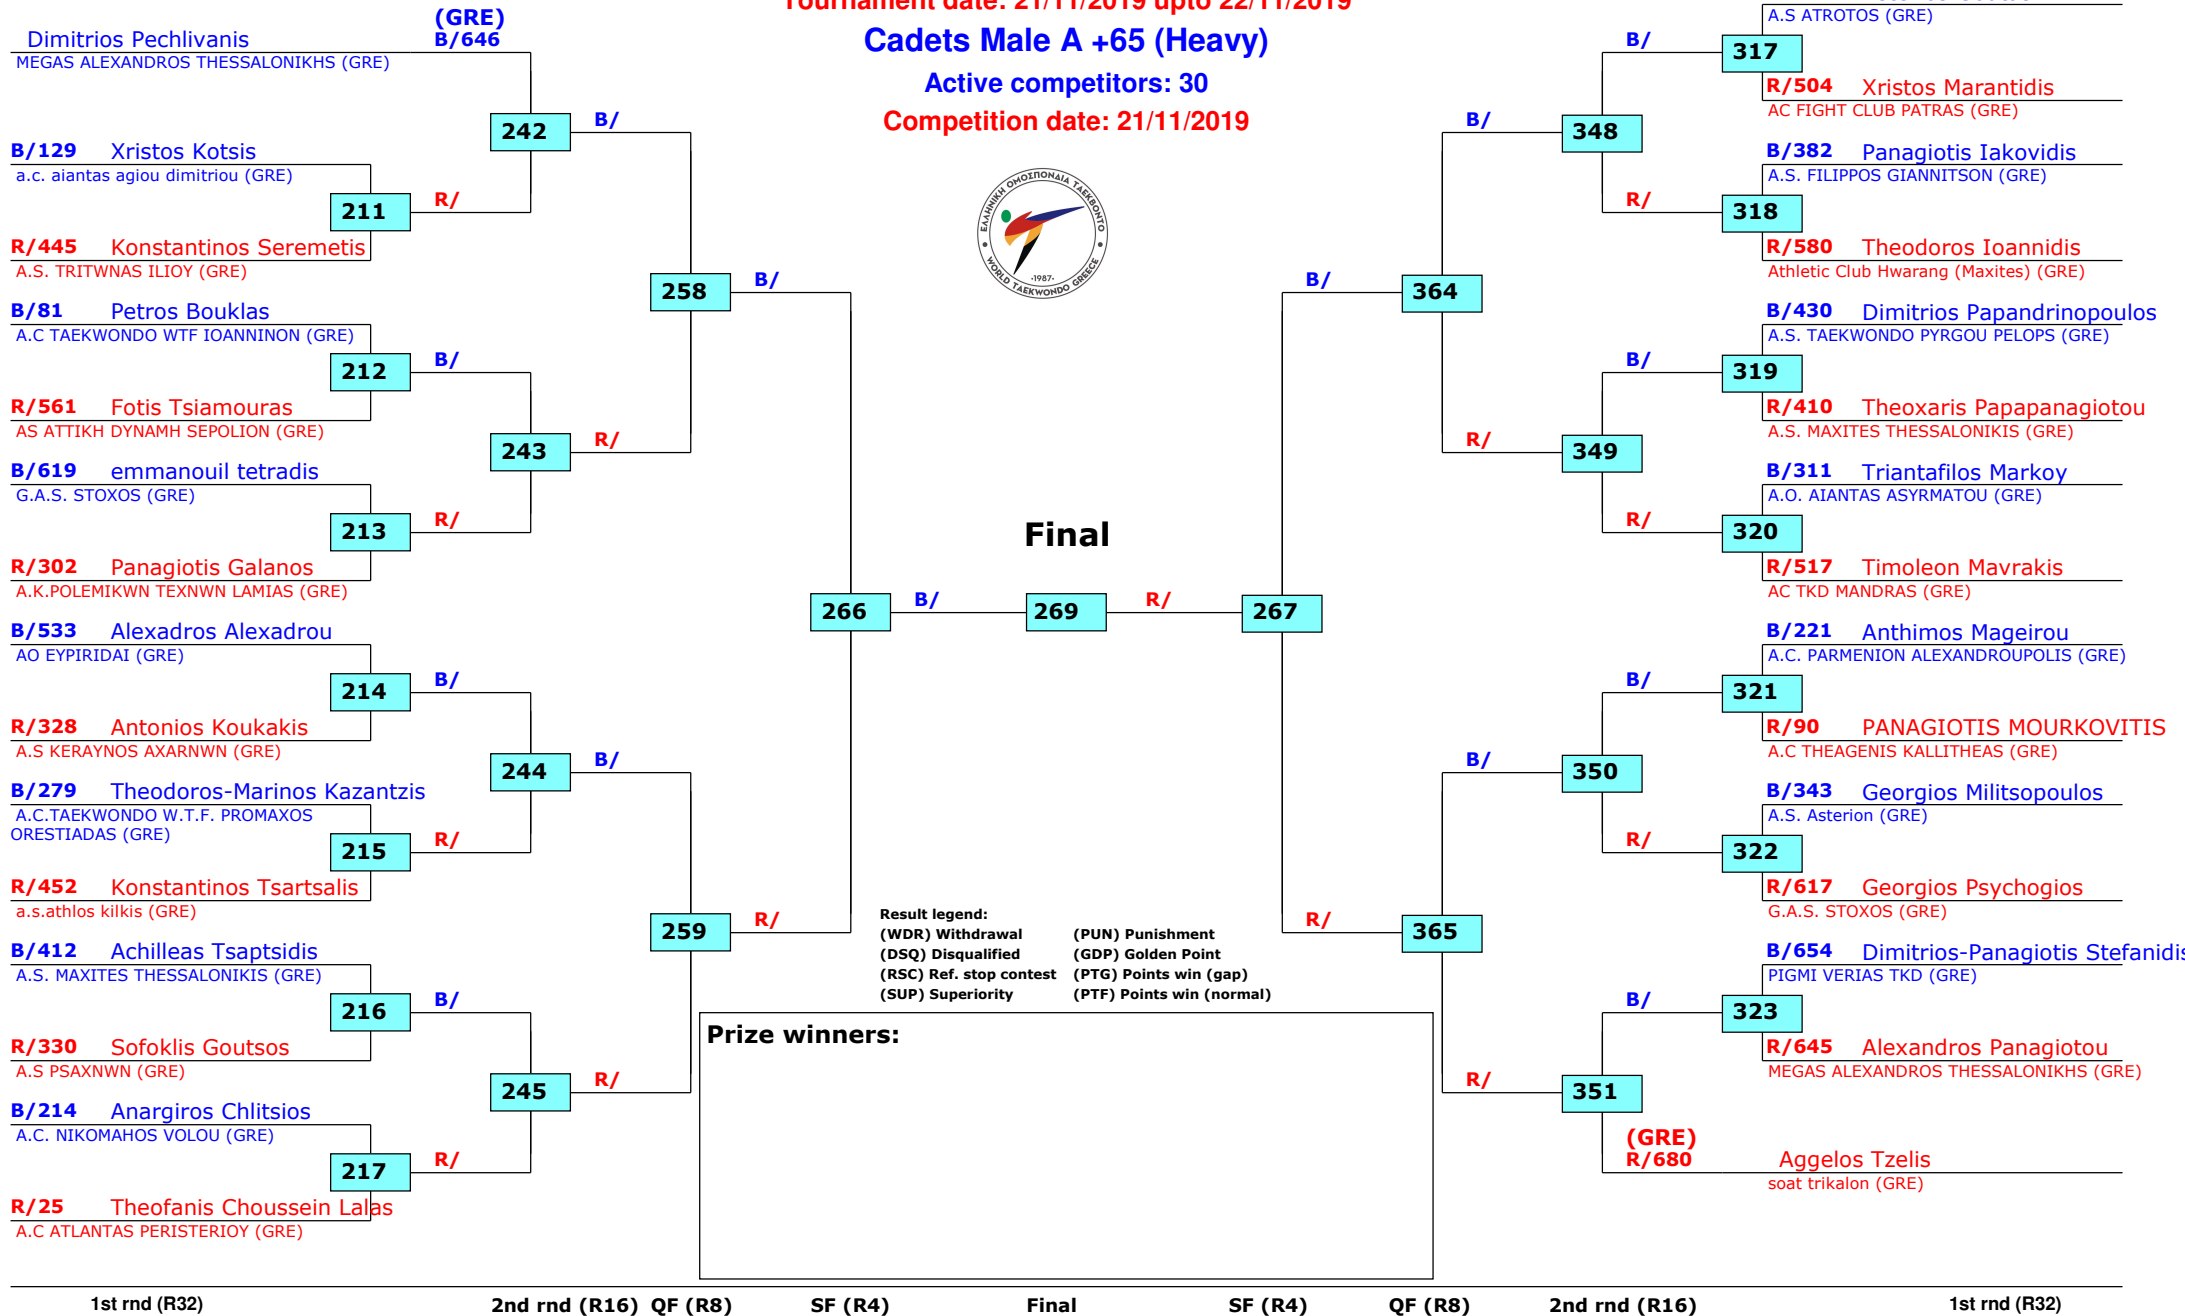 Tournament date: 21/11/2019 upto 22/11/2019
Cadets Male A +65 (Heavy)
Active competitors: 30
Competition date: 21/11/2019
ΕΛΛΗΝΙΚΗ ΟΜΟΣΠΟΝΔΙΑ ΤΑΕΚΒΟΝΤΟ
·1987·
WORLD TAEKWONDO GREECE
(GRE)
Dimitrios Pechlivanis B/646
MEGAS ALEXANDROS THESSALONIKHS (GRE)
242 B/
B/129 Xristos Kotsis
a.c. aiantas agiou dimitriou (GRE)
211 R/
R/445 Konstantinos Seremetis
A.S. TRITWNAS ILIOY (GRE)
258 B/
B/81 Petros Bouklas
A.C TAEKWONDO WTF IOANNINON (GRE)
212 B/
R/561 Fotis Tsiamouras
AS ATTIKH DYNAMH SEPOLION (GRE)
243 R/
B/619 emmanouil tetradis
G.A.S. STOXOS (GRE)
213 R/
R/302 Panagiotis Galanos
A.K.POLEMIKWN TEXNWN LAMIAS (GRE)
266 B/
B/533 Alexadros Alexadrou
AO EYPIRIDAI (GRE)
214 B/
R/328 Antonios Koukakis
A.S KERAYNOS AXARNWN (GRE)
244 B/
B/279 Theodoros-Marinos Kazantzis
A.C.TAEKWONDO W.T.F. PROMAXOS
ORESTIADAS (GRE)
215 R/
R/452 Konstantinos Tsartsalis
a.s.athlos kilkis (GRE)
259 R/
B/412 Achilleas Tsaptsidis
A.S. MAXITES THESSALONIKIS (GRE)
216 B/
R/330 Sofoklis Goutsos
A.S PSAXNWN (GRE)
245 R/
B/214 Anargiros Chlitsios
A.C. NIKOMAHOS VOLOU (GRE)
217 R/
R/25 Theofanis Choussein Lalas
A.C ATLANTAS PERISTERIOY (GRE)
Final
269
R/ 267
A.S ATROTOS (GRE)
B/ 317
R/504 Xristos Marantidis
AC FIGHT CLUB PATRAS (GRE)
B/ 348
B/382 Panagiotis Iakovidis
A.S. FILIPPOS GIANNITSON (GRE)
R/ 318
R/580 Theodoros Ioannidis
Athletic Club Hwarang (Maxites) (GRE)
B/ 364
B/430 Dimitrios Papandrinopoulos
A.S. TAEKWONDO PYRGOU PELOPS (GRE)
B/ 319
R/410 Theoxaris Papapanagiotou
A.S. MAXITES THESSALONIKIS (GRE)
R/ 349
B/311 Triantafilos Markoy
A.O. AIANTAS ASYRMATOU (GRE)
R/ 320
R/517 Timoleon Mavrakis
AC TKD MANDRAS (GRE)
B/221 Anthimos Mageirou
A.C. PARMENION ALEXANDROUPOLIS (GRE)
B/ 321
R/90 PANAGIOTIS MOURKOVITIS
A.C THEAGENIS KALLITHEAS (GRE)
B/ 350
B/343 Georgios Militsopoulos
A.S. Asterion (GRE)
R/ 322
R/617 Georgios Psychogios
G.A.S. STOXOS (GRE)
R/ 365
B/654 Dimitrios-Panagiotis Stefanidis
PIGMI VERIAS TKD (GRE)
B/ 323
R/645 Alexandros Panagiotou
MEGAS ALEXANDROS THESSALONIKHS (GRE)
R/ 351
(GRE)
R/680 Aggelos Tzelis
soat trikalon (GRE)
Result legend:
(WDR) Withdrawal (PUN) Punishment
(DSQ) Disqualified (GDP) Golden Point
(RSC) Ref. stop contest (PTG) Points win (gap)
(SUP) Superiority (PTF) Points win (normal)
Prize winners:
1st rnd (R32) 2nd rnd (R16) QF (R8) SF (R4) Final SF (R4) QF (R8) 2nd rnd (R16) 1st rnd (R32)